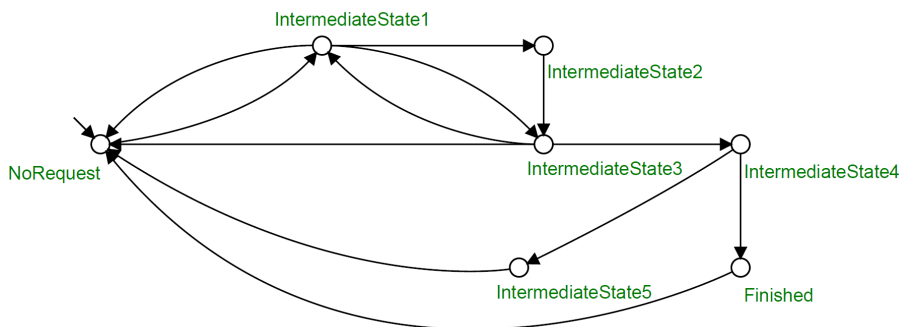 IntermediateState1
IntermediateState2
NoRequest
IntermediateState3
IntermediateState4
IntermediateState5
Finished